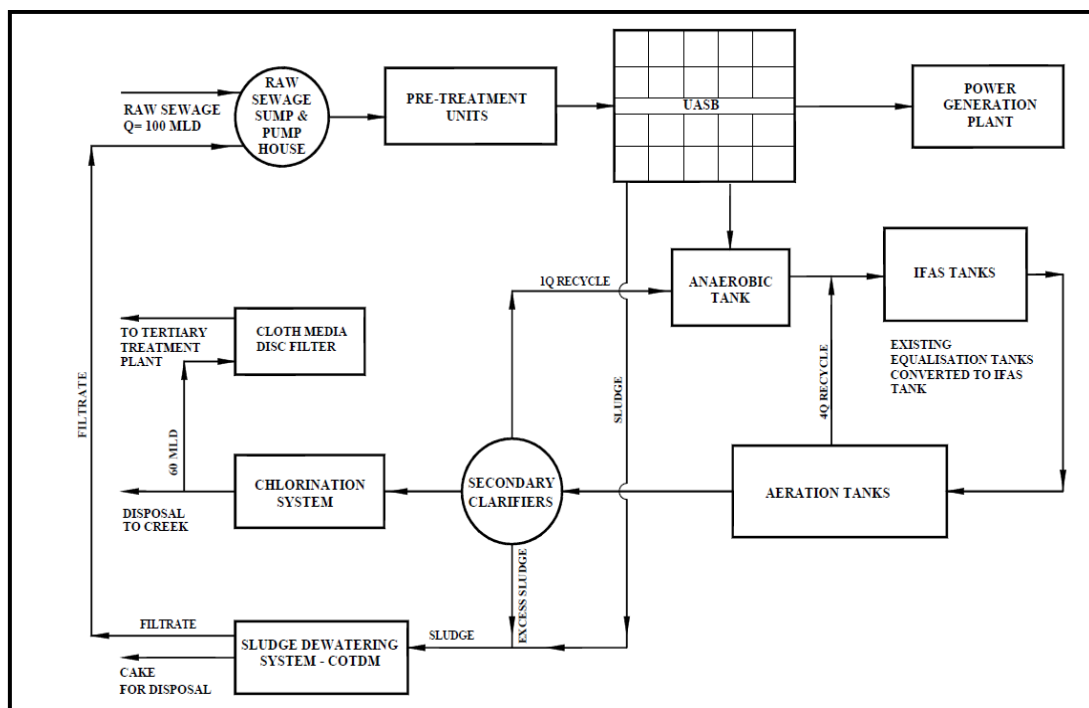 RAW
SEWAGE
SUMP &
PUMP
HOUSE
RAW SEWAGE
Q= 100 MLD
PRE-TREATMENT
UNITS
UASB
POWER
GENERATION
PLANT
1Q RECYCLE
ANAEROBIC
TANK
IFAS TANKS
EXISTING
EQUALISATION TANKS
CONVERTED TO IFAS
TANK
TO TERTIARY
TREATMENT
PLANT
CLOTH MEDIA
DISC FILTER
FILTRATE
SLUDGE
4Q RECYCLE
60 MLD
CHLORINATION
SYSTEM
SECONDARY
CLARIFIERS
AERATION TANKS
DISPOSAL
TO CREEK
EXCESS SLUDGE
FILTRATE
SLUDGE DEWATERING
SYSTEM - COTDM
SLUDGE
CAKE
FOR DISPOSAL